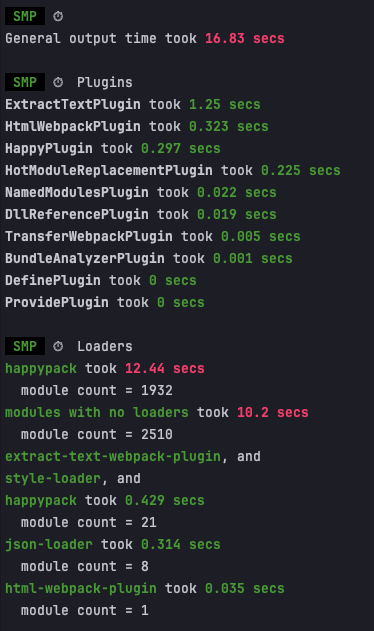 SMP ⏱
General output time took 16.83 secs
SMP ⏱ Plugins
ExtractTextPlugin took 1.25 secs
HtmlWebpackPlugin took 0.323 secs
HappyPlugin took 0.297 secs
HotModuleReplacementPlugin took 0.225 secs
NamedModulesPlugin took 0.022 secs
DllReferencePlugin took 0.019 secs
TransferWebpackPlugin took 0.005 secs
BundleAnalyzerPlugin took 0.001 secs
DefinePlugin took 0 secs
ProvidePlugin took 0 secs
SMP ⏱ Loaders
happypack took 12.44 secs
module count = 1932
modules with no loaders took 10.2 secs
module count = 2510
extract-text-webpack-plugin, and
style-loader, and
happypack took 0.429 secs
module count = 21
json-loader took 0.314 secs
module count = 8
html-webpack-plugin took 0.035 secs
module count = 1